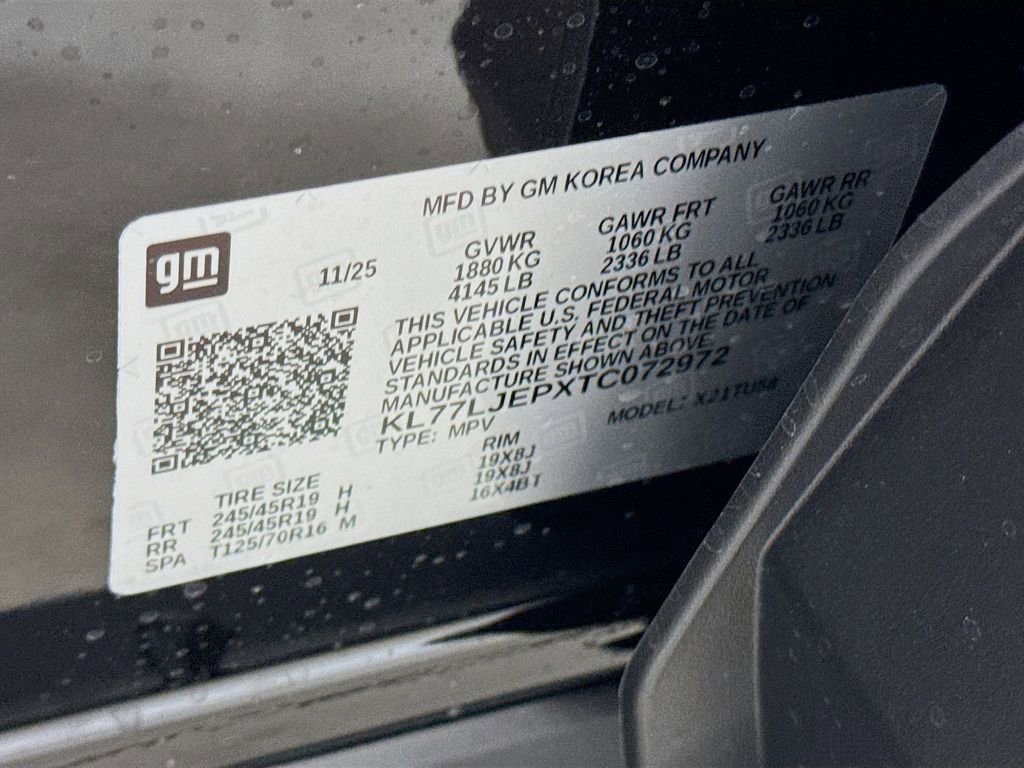 MFD BY GM KOREA COMPANY
gm
11/25
GVWR GAWR FRT GAWR RR
1880 KG 1060 KG 1060 KG
4145 LB 2336 LB 2336 LB
THIS VEHICLE CONFORMS TO ALL
APPLICABLE U.S. FEDERAL MOTOR
VEHICLE SAFETY AND THEFT PREVENTION
STANDARDS IN EFFECT ON THE DATE OF
MANUFACTURE SHOWN ABOVE.
KL77LJEPXTC072972
TYPE: MPV MODEL:
TIRE SIZE RIM
FRT 245/45R19 H 19X8J
RR 245/45R19 H 19X8J
SPA T125/70R16 M 16X4BT